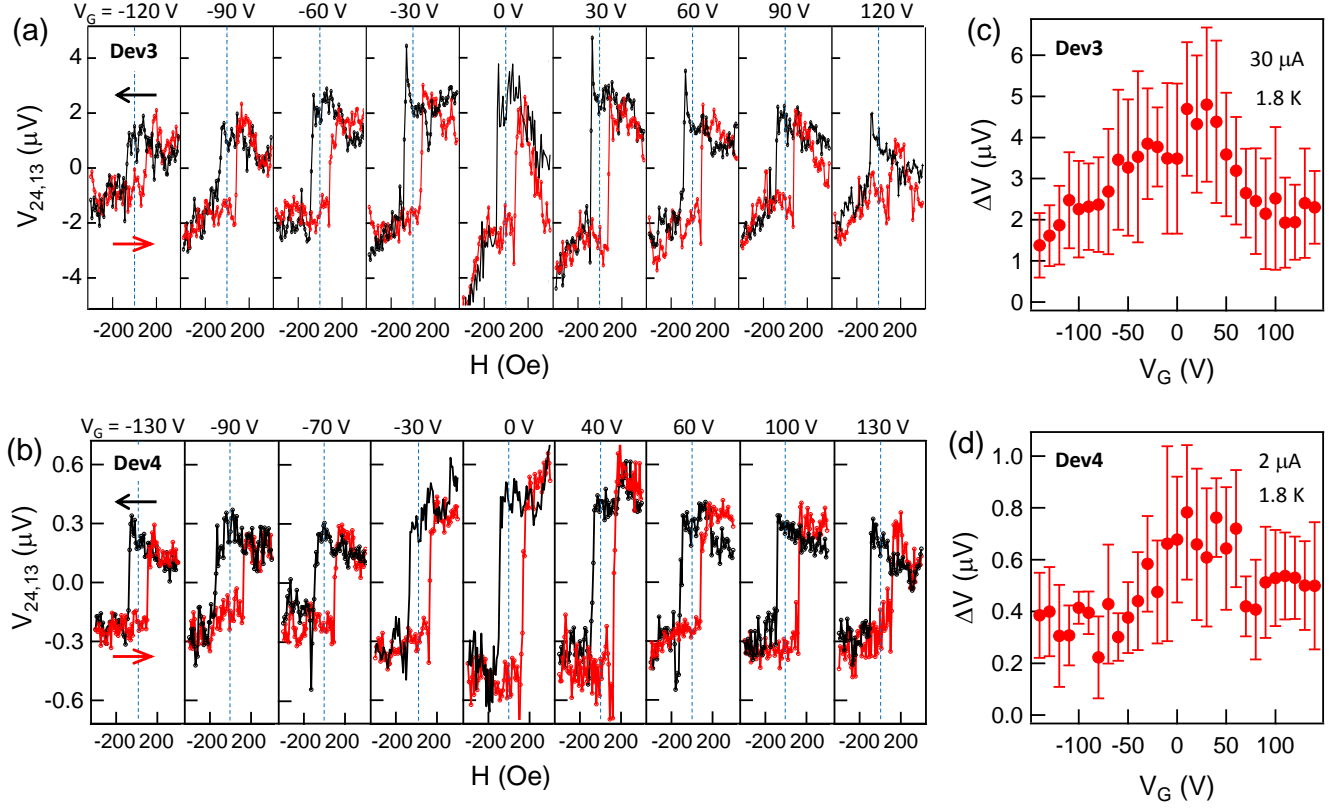 (a)
V_G = -120 V -90 V -60 V -30 V 0 V 30 V 60 V 90 V 120 V
Dev3
4
2
0
-2
-4
V_24,13 (μV)
-200 200 -200 200 -200 200 -200 200 -200 200 -200 200 -200 200 -200 200 -200 200
H (Oe)
(c)
Dev3
30 μA
1.8 K
6
5
4
3
2
1
0
ΔV (μV)
-100 -50 0 50 100
V_G (V)
(b)
V_G = -130 V -90 V -70 V -30 V 0 V 40 V 60 V 100 V 130 V
Dev4
0.6
0.3
0.0
-0.3
-0.6
V_24,13 (μV)
-200 200 -200 200 -200 200 -200 200 -200 200 -200 200 -200 200 -200 200 -200 200
H (Oe)
(d)
Dev4
2 μA
1.8 K
1.0
0.8
0.6
0.4
0.2
0.0
ΔV (μV)
-100 -50 0 50 100
V_G (V)